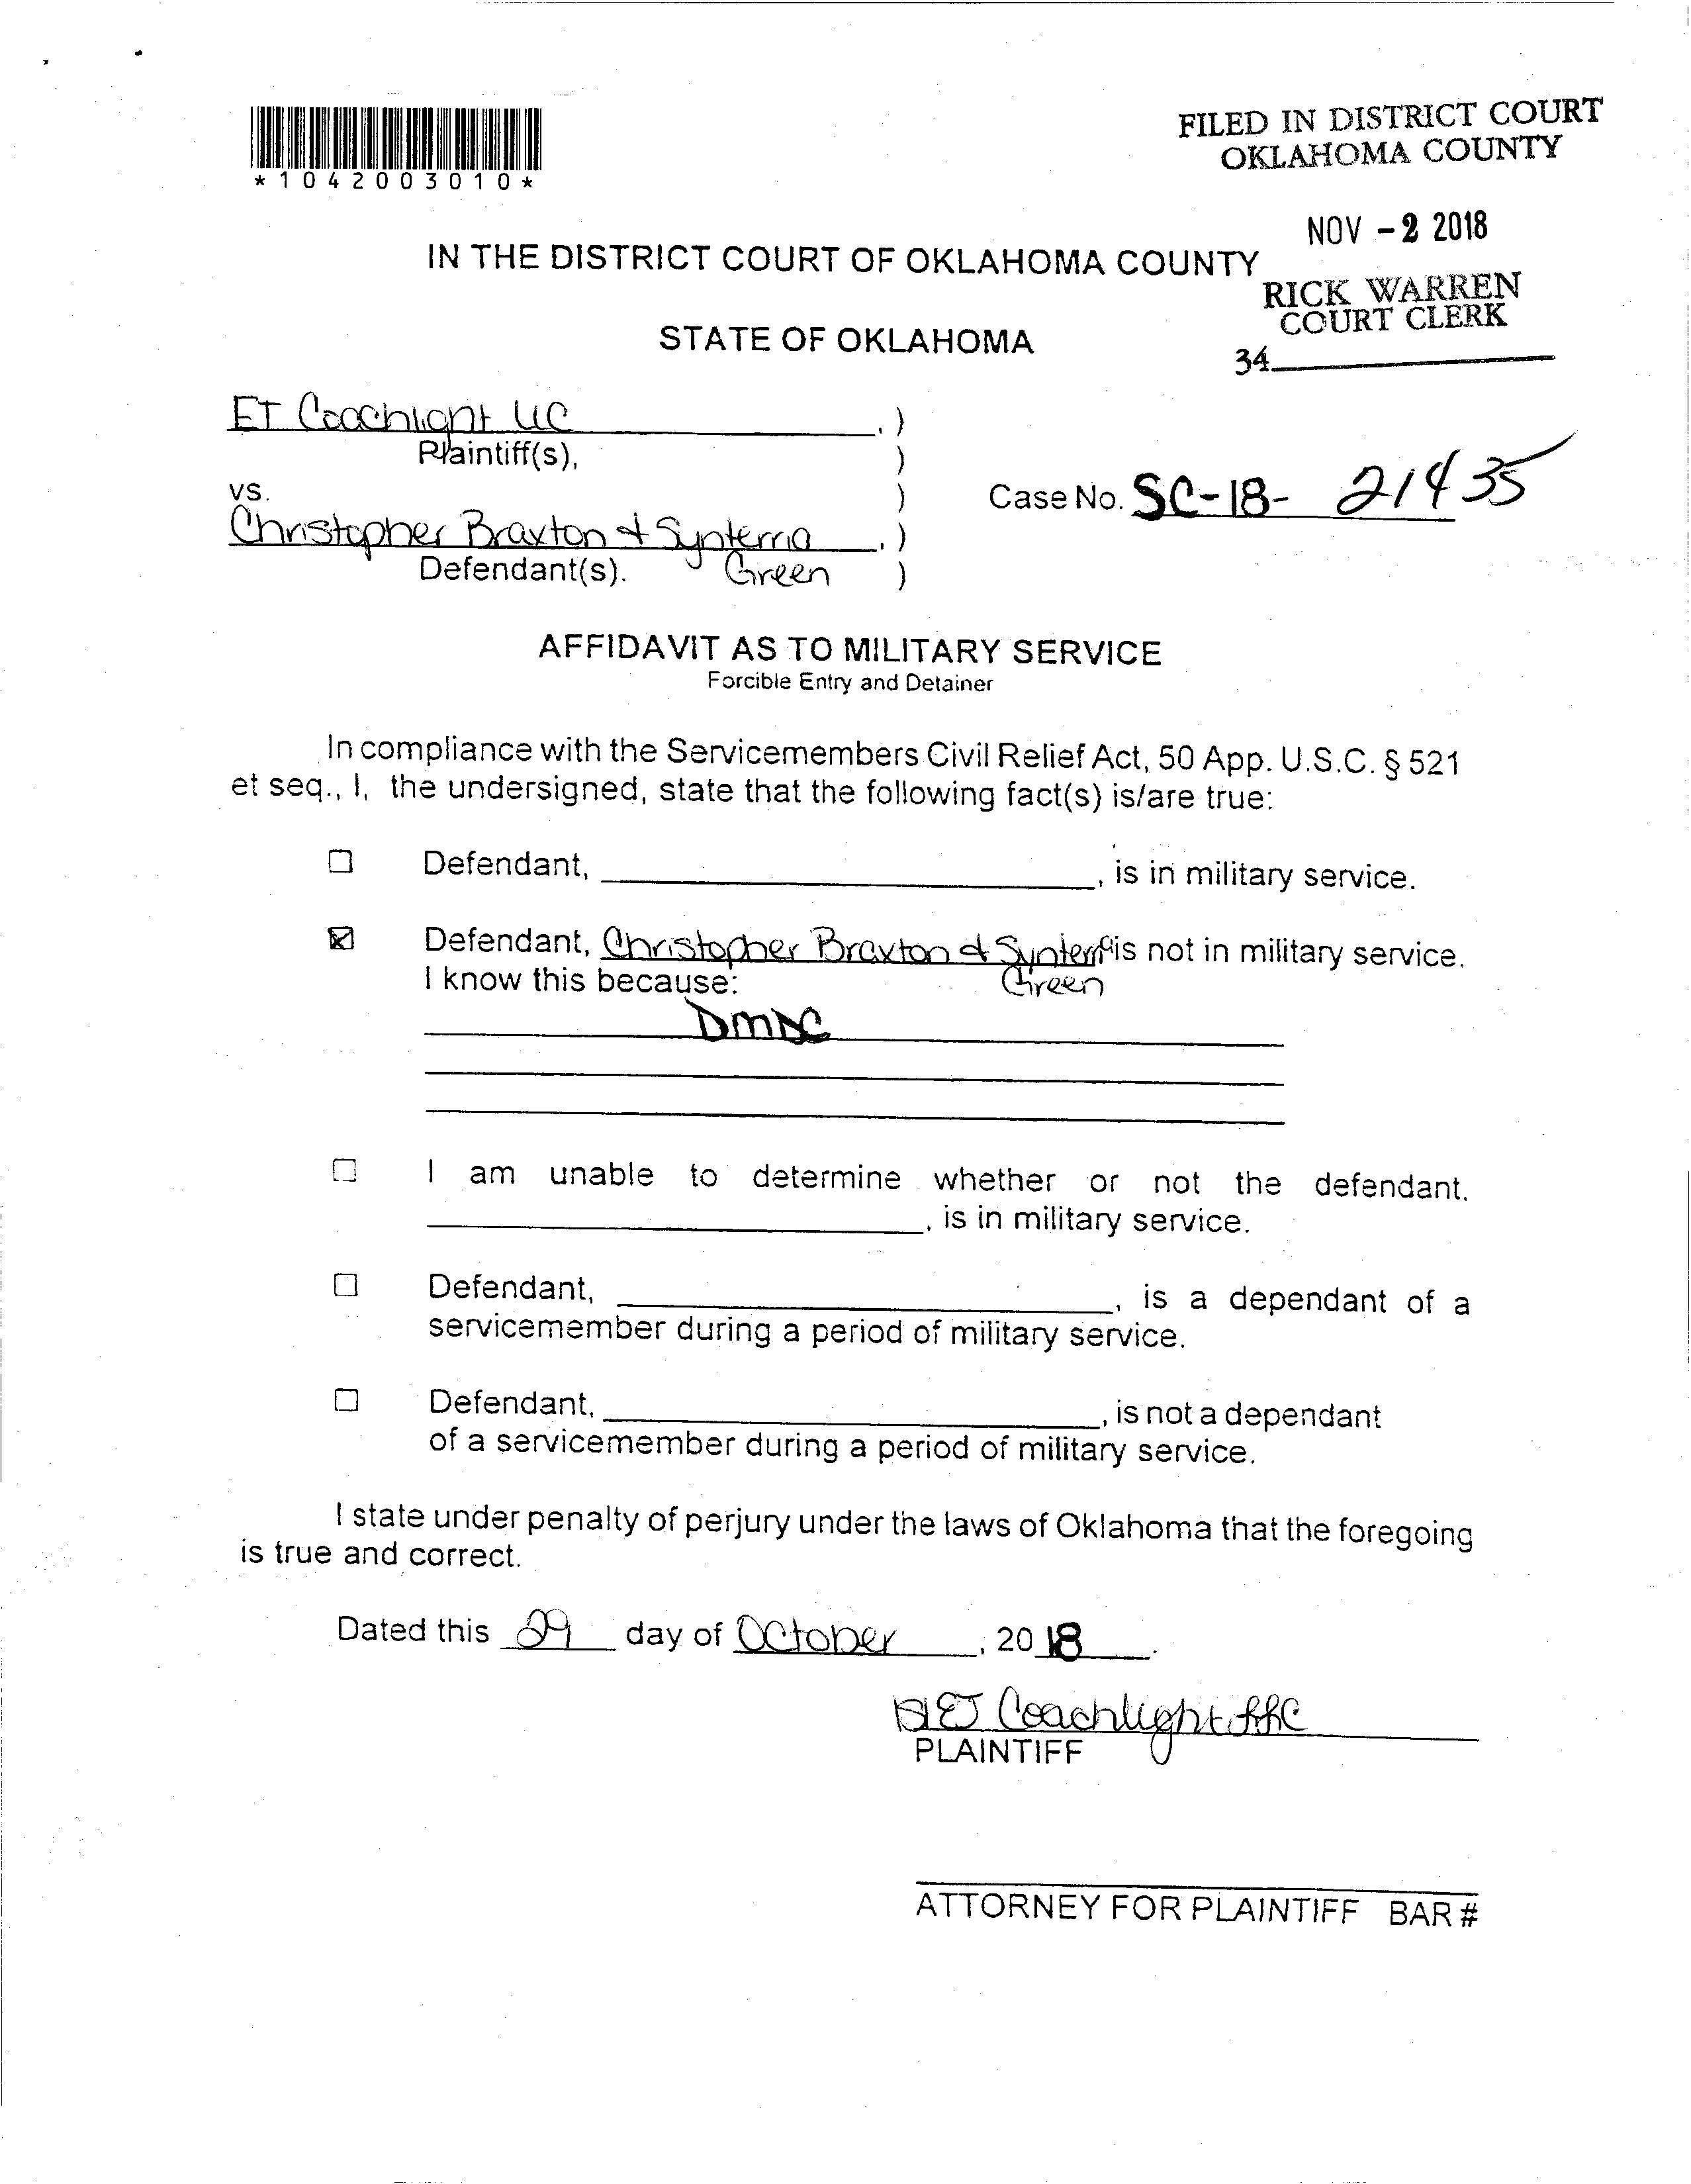 *1042003010*
FILED IN DISTRICT COURT
OKLAHOMA COUNTY
NOV -2 2018
RICK WARREN
COURT CLERK
34
IN THE DISTRICT COURT OF OKLAHOMA COUNTY
STATE OF OKLAHOMA
ET Coachlight LLC , )
Plaintiff(s), )
vs. )
Case No. SC-18- 21435
Christopher Braxton & Synterria , )
Defendant(s). Green )
AFFIDAVIT AS TO MILITARY SERVICE
Forcible Entry and Detainer
In compliance with the Servicemembers Civil Relief Act, 50 App. U.S.C. § 521
et seq., I, the undersigned, state that the following fact(s) is/are true:
☐ Defendant, , is in military service.
☒ Defendant, Christopher Braxton & is not in military service.
I know this because: Green
DMDC
☐ I am unable to determine whether or not the defendant,
, is in military service.
☐ Defendant, , is a dependant of a
servicemember during a period of military service.
☐ Defendant, , is not a dependant
of a servicemember during a period of military service.
I state under penalty of perjury under the laws of Oklahoma that the foregoing
is true and correct.
Dated this 29 day of October , 2018 .
ET Coachlight LLC
PLAINTIFF
ATTORNEY FOR PLAINTIFF BAR #